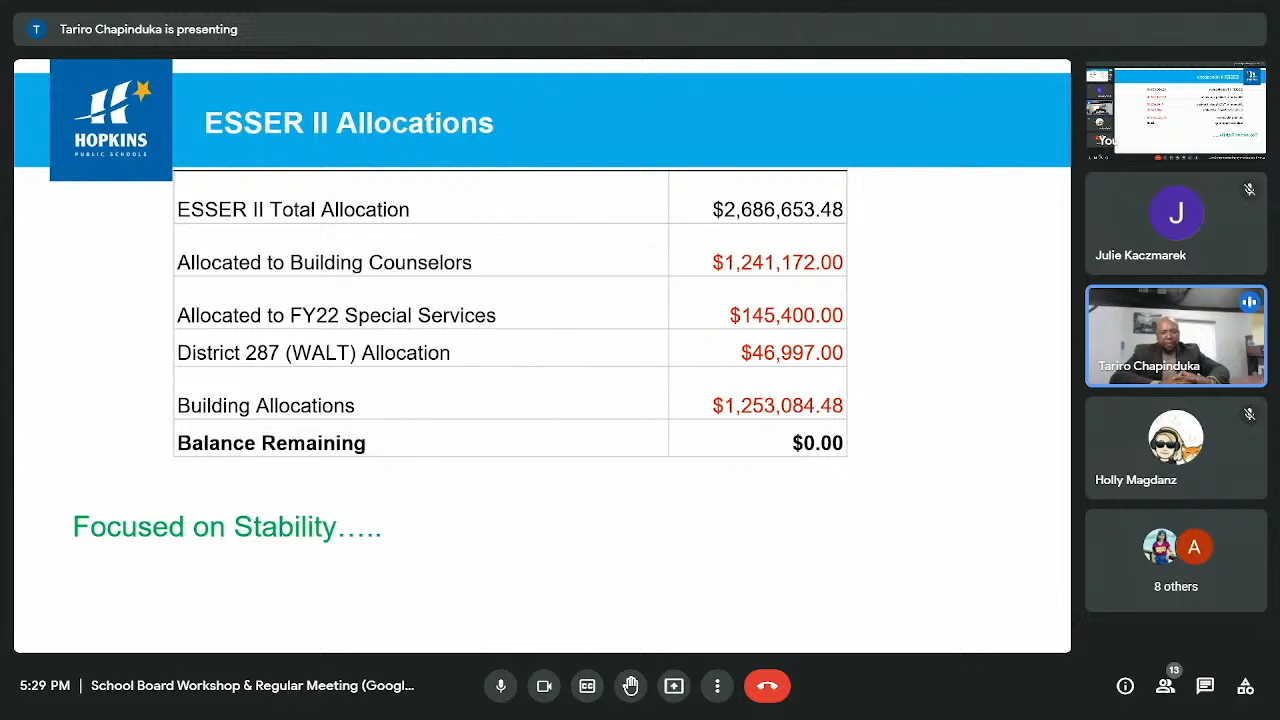 T
Tariro Chapinduka is presenting
HOPKINS
PUBLIC SCHOOLS
ESSER II Allocations
ESSER II Total Allocation $2,686,653.48
Allocated to Building Counselors $1,241,172.00
Allocated to FY22 Special Services $145,400.00
District 287 (WALT) Allocation $46,997.00
Building Allocations $1,253,084.48
Balance Remaining $0.00
Focused on Stability…..
You
J
Julie Kaczmarek
Tariro Chapinduka
Holly Magdanz
A
8 others
5:29 PM | School Board Workshop & Regular Meeting (Googl...
13